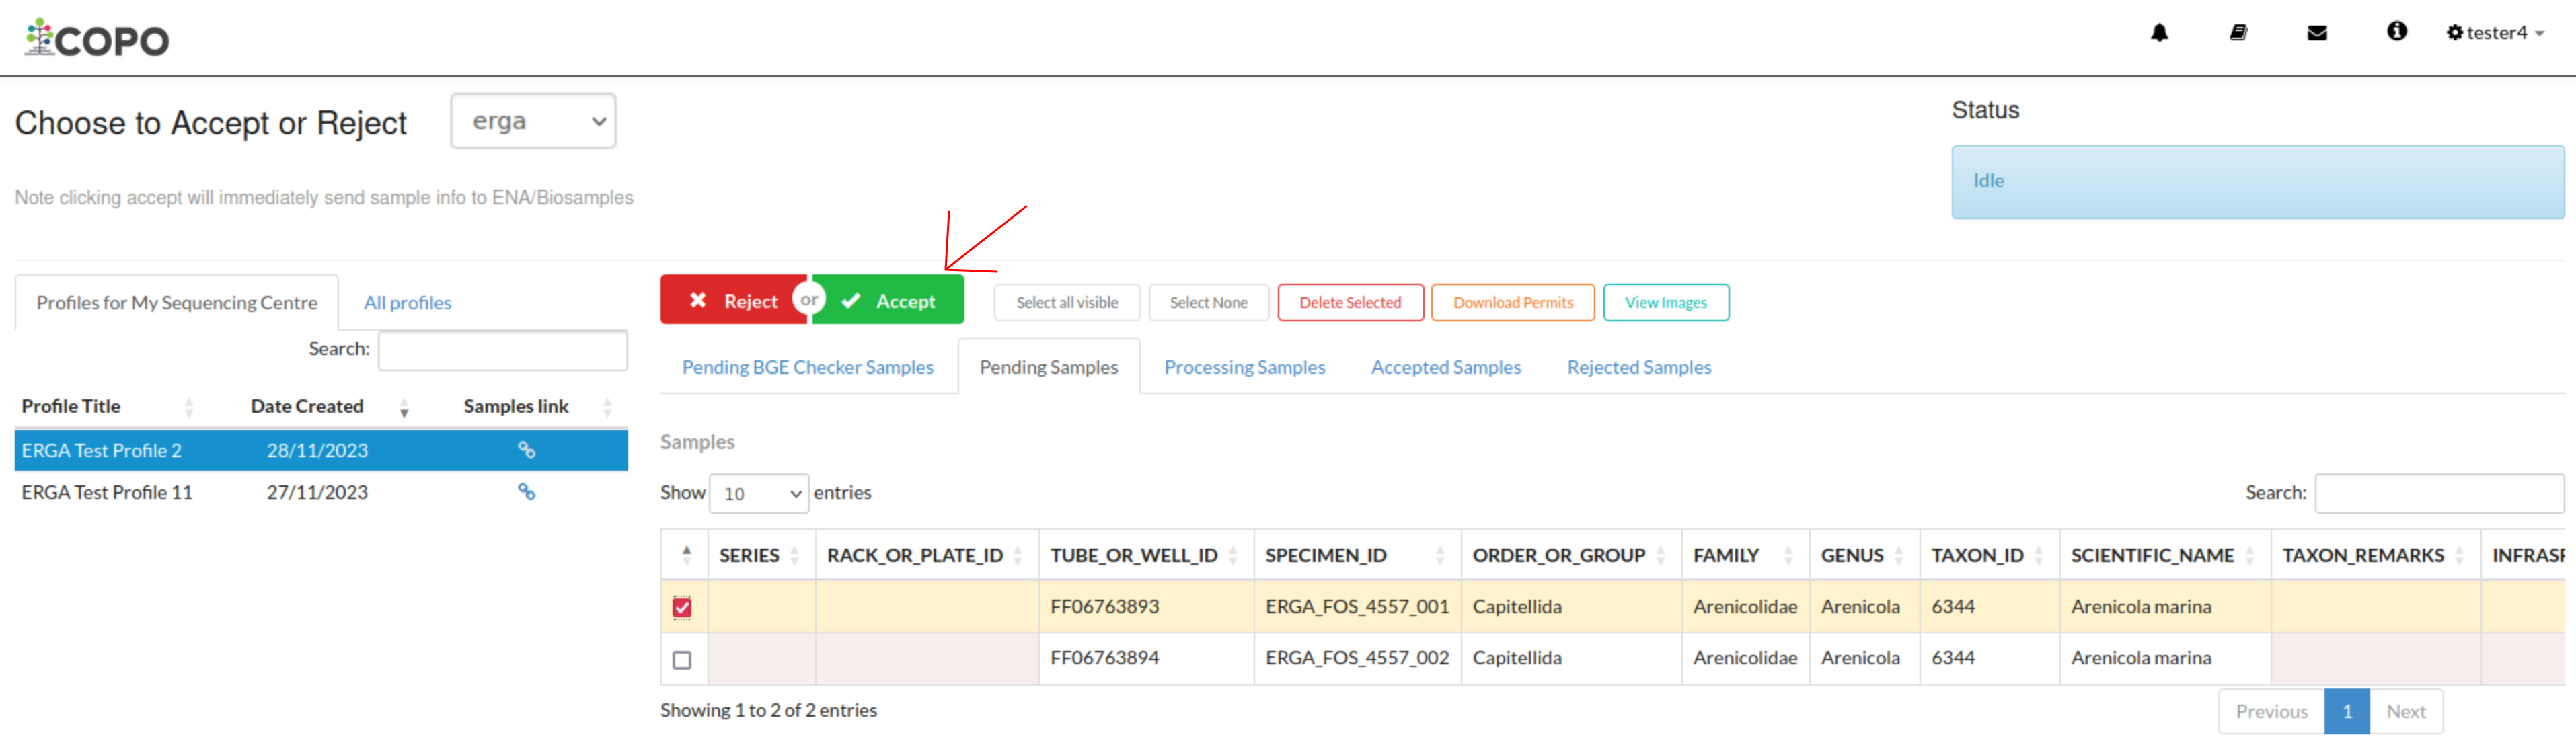 COPO
tester4
Choose to Accept or Reject
erga
Status
Idle
Note clicking accept will immediately send sample info to ENA/Biosamples
Profiles for My Sequencing Centre All profiles
Search:
Profile Title Date Created Samples link
ERGA Test Profile 2 28/11/2023
ERGA Test Profile 11 27/11/2023
Reject or Accept Select all visible Select None Delete Selected Download Permits View Images
Pending BGE Checker Samples Pending Samples Processing Samples Accepted Samples Rejected Samples
Samples
Show 10 entries Search:
SERIES RACK_OR_PLATE_ID TUBE_OR_WELL_ID SPECIMEN_ID ORDER_OR_GROUP FAMILY GENUS TAXON_ID SCIENTIFIC_NAME TAXON_REMARKS
FF06763893 ERGA_FOS_4557_001 Capitellida Arenicolidae Arenicola 6344 Arenicola marina
FF06763894 ERGA_FOS_4557_002 Capitellida Arenicolidae Arenicola 6344 Arenicola marina
Showing 1 to 2 of 2 entries
Previous 1 Next